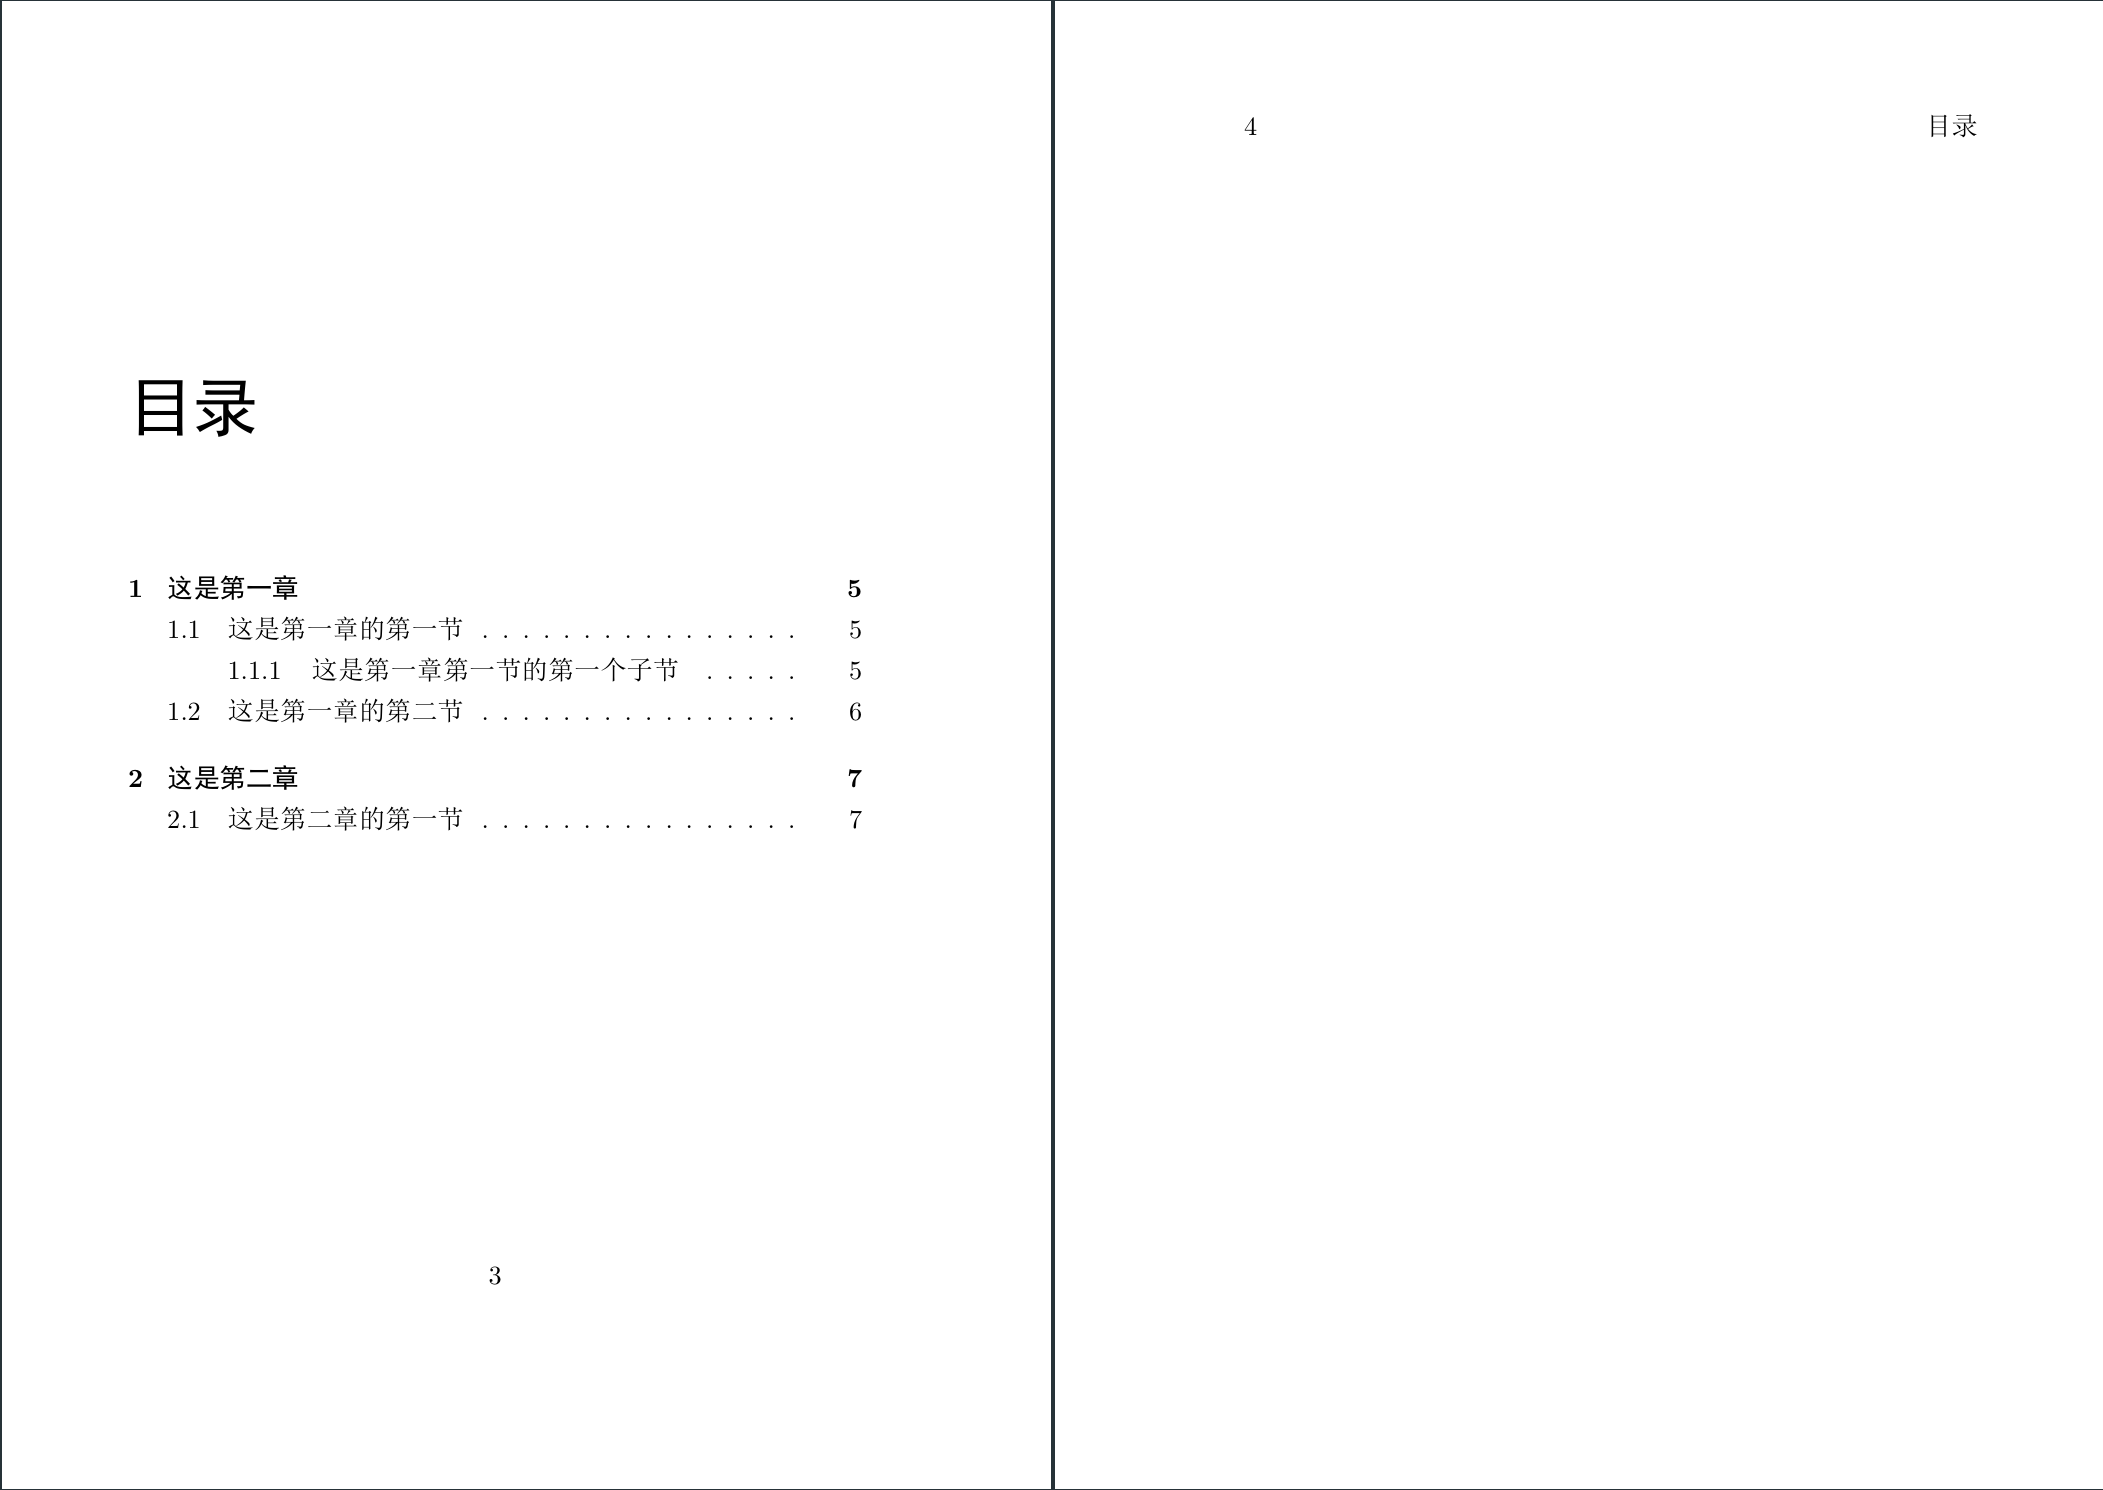 目录
1 这是第一章 5
1.1 这是第一章的第一节 . . . . . . . . . . . . . . . . 5
1.1.1 这是第一章第一节的第一个子节 . . . . . 5
1.2 这是第一章的第二节 . . . . . . . . . . . . . . . . 6
2 这是第二章 7
2.1 这是第二章的第一节 . . . . . . . . . . . . . . . . 7
3
4 目录